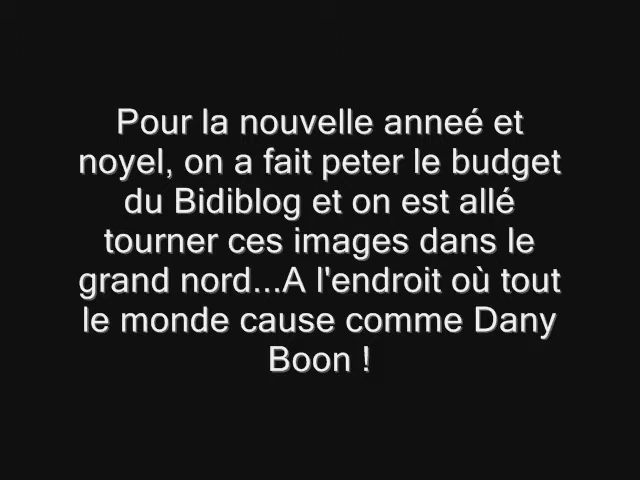 Pour la nouvelle anneé et
noyel, on a fait peter le budget
du Bidiblog et on est allé
tourner ces images dans le
grand nord...A l'endroit où tout
le monde cause comme Dany
Boon !